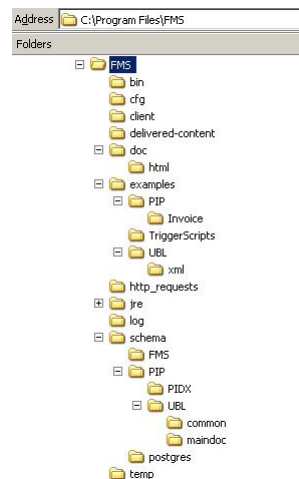 Address C:\Program Files\FMS
Folders
FMS
bin
cfg
client
delivered-content
doc
html
examples
PIP
Invoice
TriggerScripts
UBL
xml
http_requests
jre
log
schema
FMS
PIP
PIDX
UBL
common
maindoc
postgres
temp